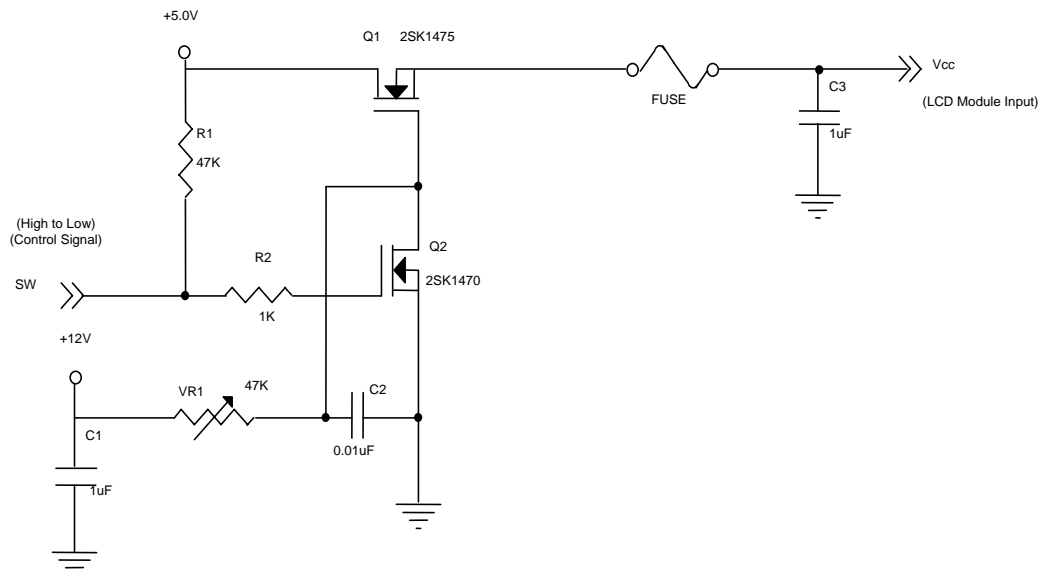 +5.0V
Q1 2SK1475
Vcc
FUSE
C3
(LCD Module Input)
R1
1uF
47K
(High to Low)
(Control Signal)
Q2
R2
SW
2SK1470
1K
+12V
VR1
47K
C2
C1
0.01uF
1uF